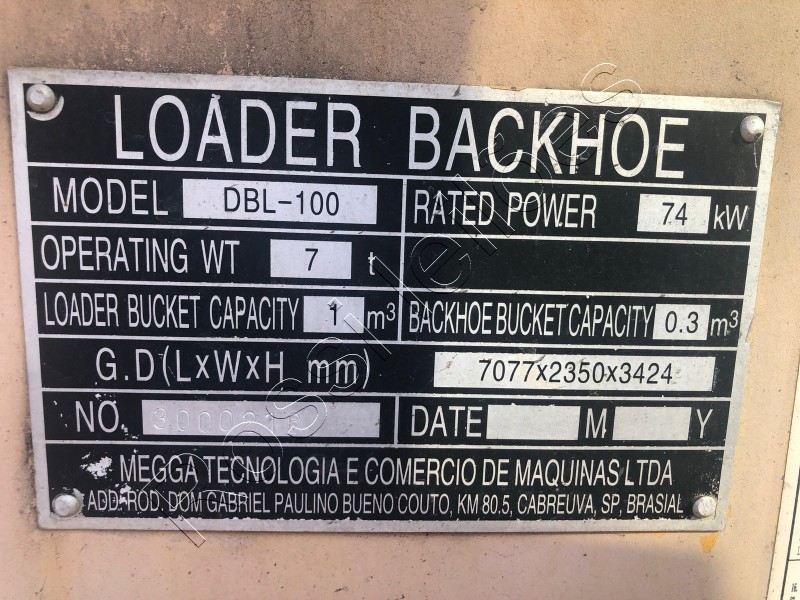 LOADER BACKHOE
MODEL DBL-100 RATED POWER 74 kW
OPERATING WT 7 t
LOADER BUCKET CAPACITY 1 m³ BACKHOE BUCKET CAPACITY 0.3 m³
G.D(L×W×H mm) 7077x2350x3424
NO. DATE M Y
MEGGA TECNOLOGIA E COMERCIO DE MAQUINAS LTDA
ADD. ROD. DOM GABRIEL PAULINO BUENO COUTO, KM 80.5, CABREUVA, SP, BRASIAL